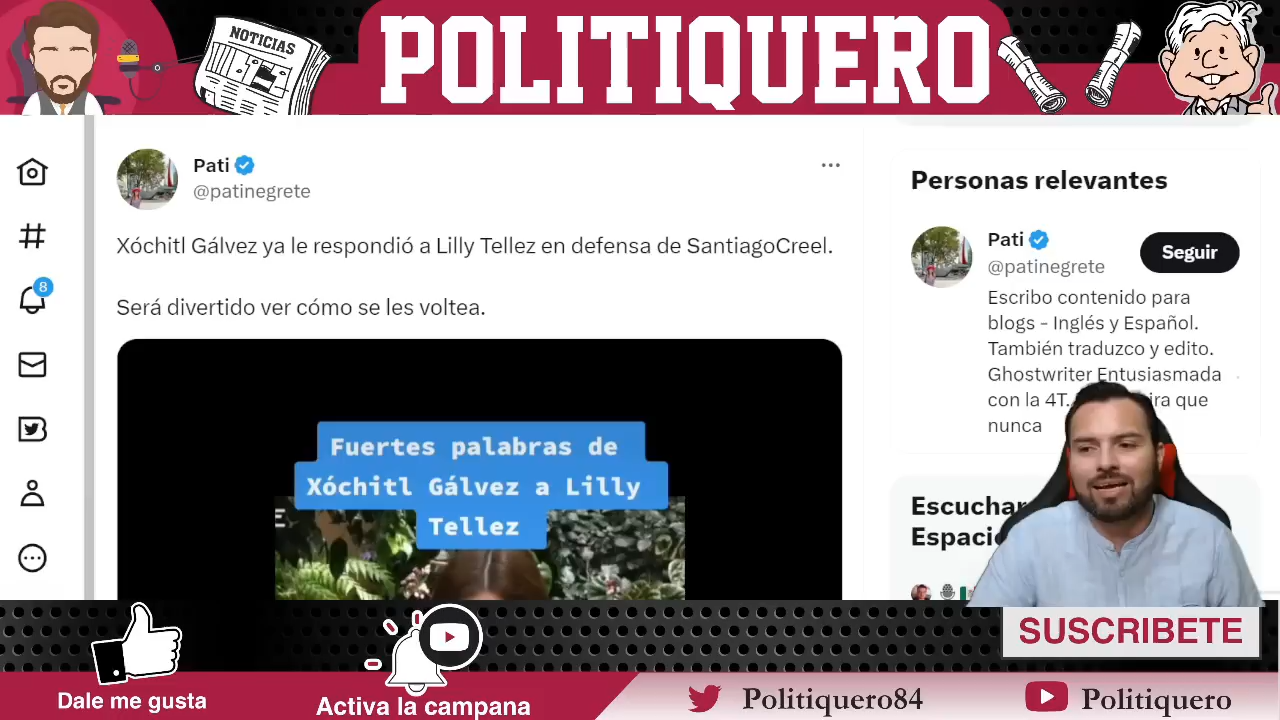 NOTICIAS
POLITIQUERO
Pati
@patinegrete
Xóchitl Gálvez ya le respondió a Lilly Tellez en defensa de SantiagoCreel.
Será divertido ver cómo se les voltea.
Fuertes palabras de
Xóchitl Gálvez a Lilly
Tellez
E
8
Personas relevantes
Pati
@patinegrete
Seguir
Escribo contenido para
blogs - Inglés y Español.
También traduzco y edito.
Ghostwriter Entusiasmada
con la 4T. ira que
nunca
Escuchar
Espacio
SUSCRIBETE
Dale me gusta
Activa la campana
Politiquero84
Politiquero